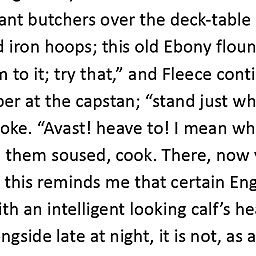 ant butchers over the deck-table
iron hoops; this old Ebony floun
to it; try that,” and Fleece conti
at the capstan; “stand just wh
oke. “Avast! heave to! I mean wh
them soused, cook. There, now
this reminds me that certain Eng
ith an intelligent looking calf’s he
ngside late at night, it is not, as a